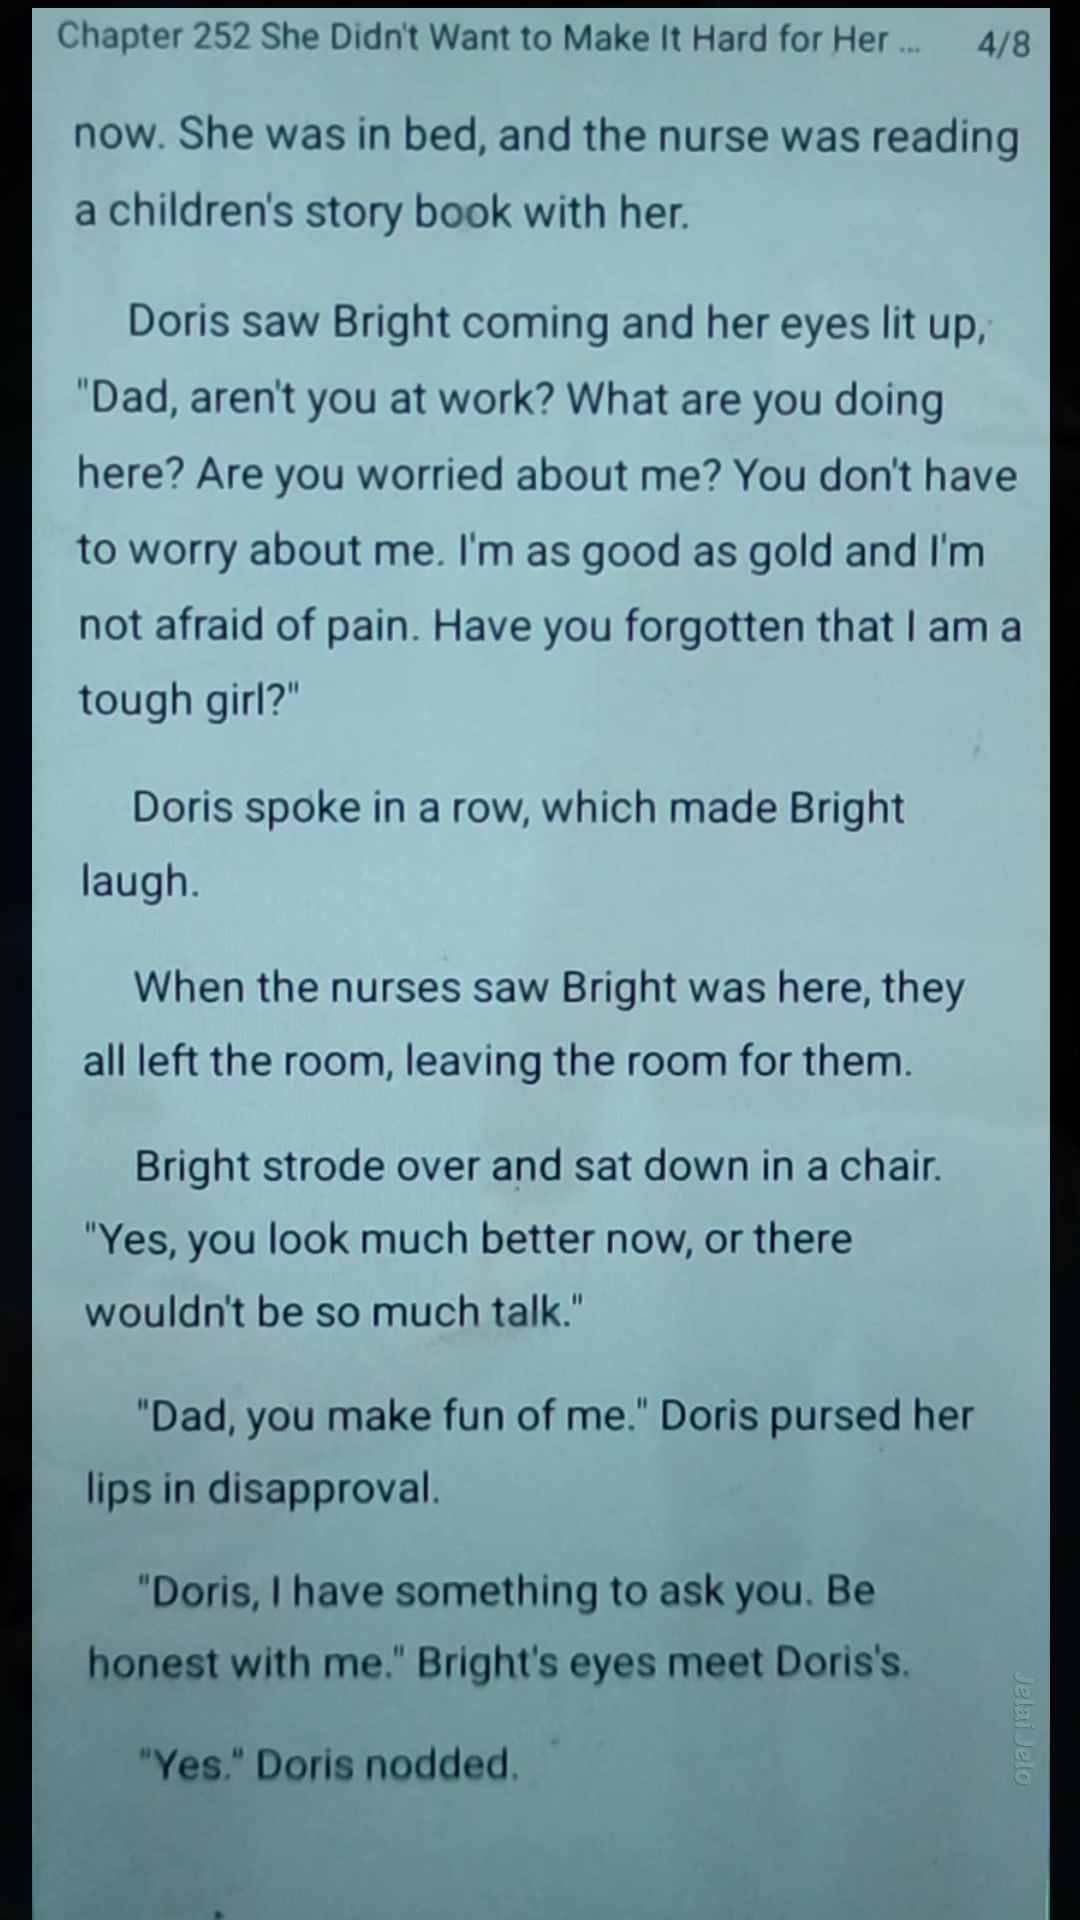 Chapter 252 She Didn't Want to Make It Hard for Her ... 4/8
now. She was in bed, and the nurse was reading
a children's story book with her.
Doris saw Bright coming and her eyes lit up,
"Dad, aren't you at work? What are you doing
here? Are you worried about me? You don't have
to worry about me. I'm as good as gold and I'm
not afraid of pain. Have you forgotten that I am a
tough girl?"
Doris spoke in a row, which made Bright
laugh.
When the nurses saw Bright was here, they
all left the room, leaving the room for them.
Bright strode over and sat down in a chair.
"Yes, you look much better now, or there
wouldn't be so much talk."
"Dad, you make fun of me." Doris pursed her
lips in disapproval.
"Doris, I have something to ask you. Be
honest with me." Bright's eyes meet Doris's.
"Yes." Doris nodded.
Jelai Jelo